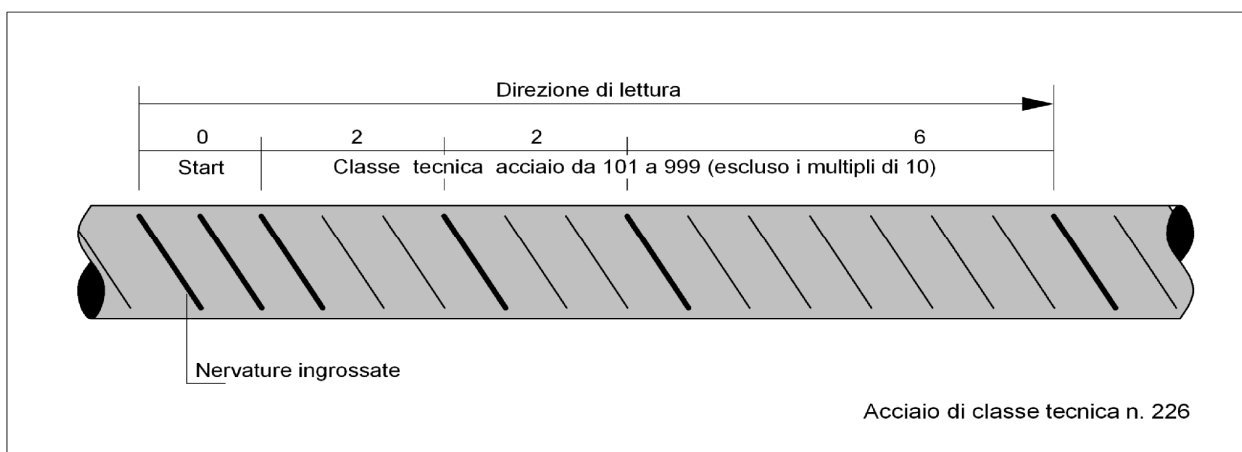 Direzione di lettura
0 2 2 6
Start Classe tecnica acciaio da 101 a 999 (escluso i multipli di 10)
Nervature ingrossate
Acciaio di classe tecnica n. 226